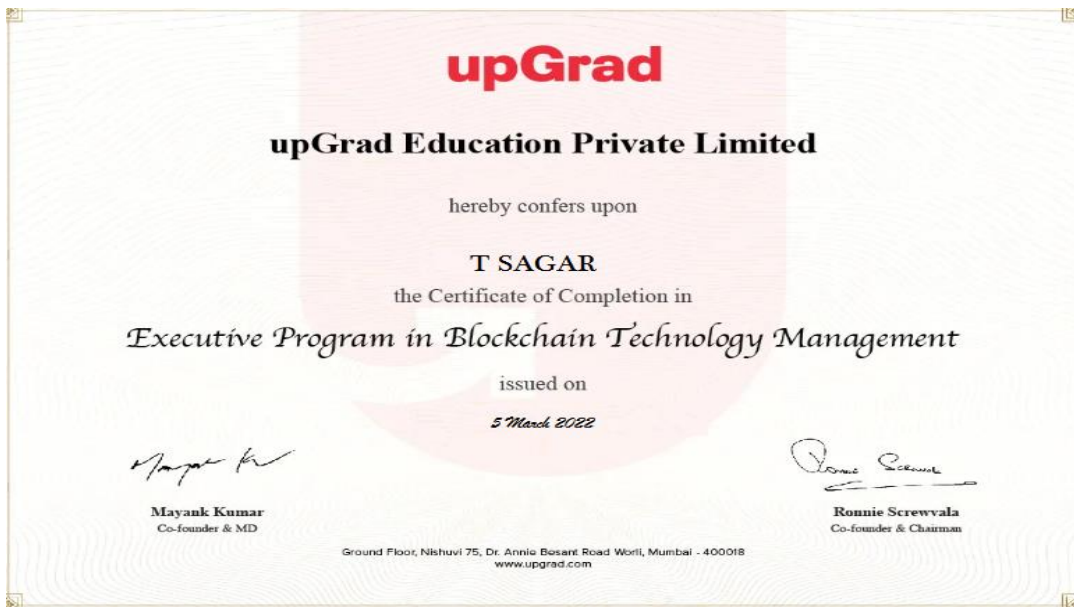 upGrad
upGrad Education Private Limited
hereby confers upon
T SAGAR
the Certificate of Completion in
Executive Program in Blockchain Technology Management
issued on
5 March 2022
Mayank Kumar
Co-founder & MD
Ronnie Screwvala
Co-founder & Chairman
Ground Floor, Nishuvi 75, Dr. Annie Besant Road Worli, Mumbai - 400018
www.upgrad.com